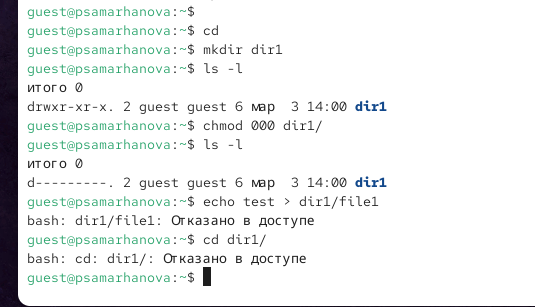 guest@psamarhanova:~$
guest@psamarhanova:~$ cd
guest@psamarhanova:~$ mkdir dir1
guest@psamarhanova:~$ ls -l
итого 0
drwxr-xr-x. 2 guest guest 6 мар  3 14:00 dir1
guest@psamarhanova:~$ chmod 000 dir1/
guest@psamarhanova:~$ ls -l
итого 0
d---------. 2 guest guest 6 мар  3 14:00 dir1
guest@psamarhanova:~$ echo test > dir1/file1
bash: dir1/file1: Отказано в доступе
guest@psamarhanova:~$ cd dir1/
bash: cd: dir1/: Отказано в доступе
guest@psamarhanova:~$